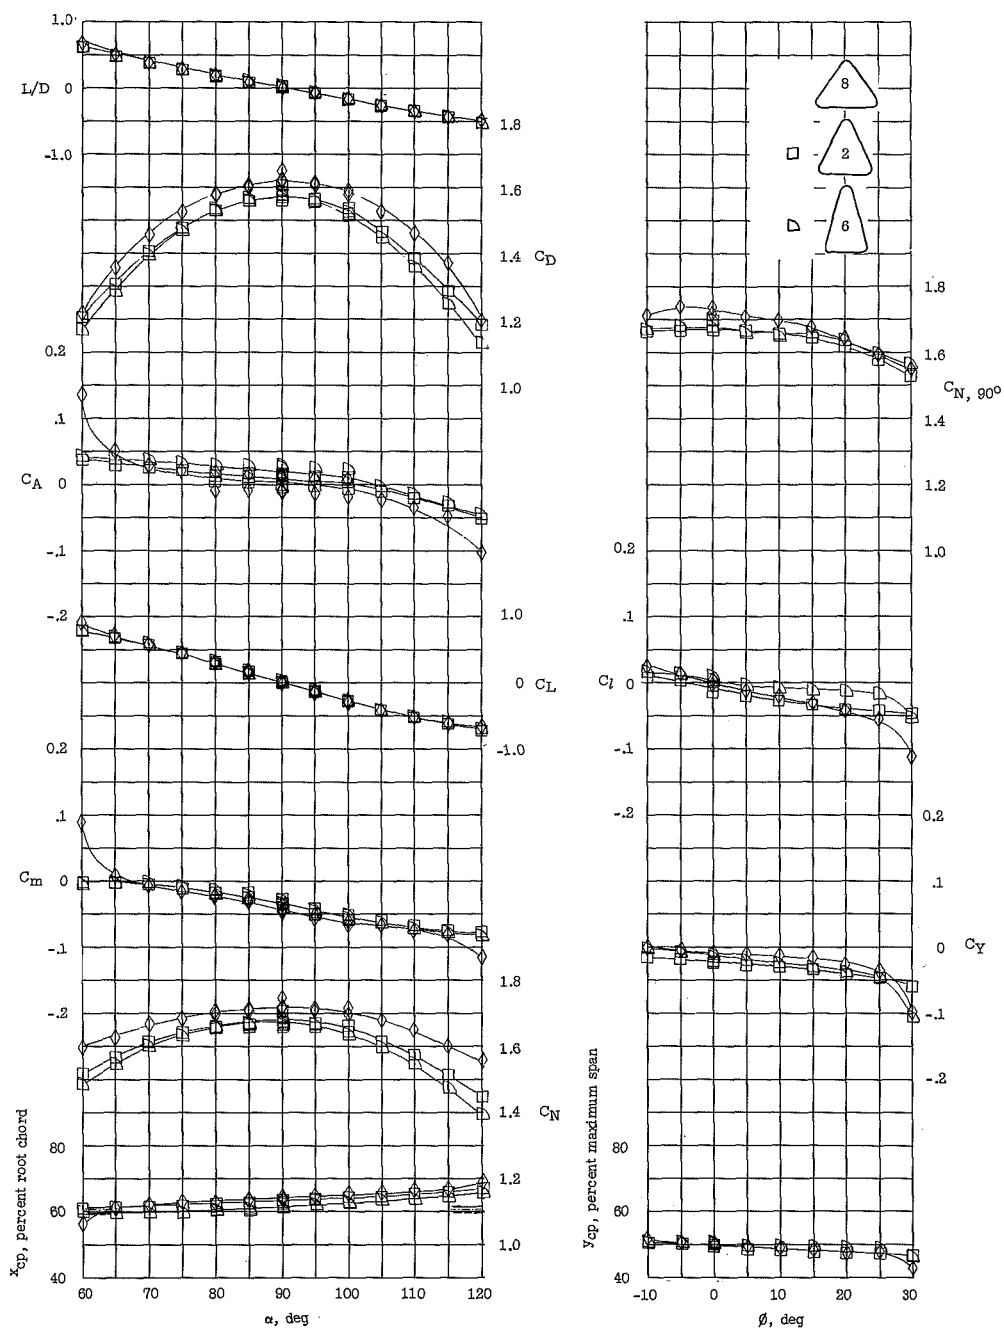 1.0
L/D 0
-1.0
1.8
1.6
1.4 C_D
1.2
1.0
0.2
.1
C_A 0
-.1
-.2
1.0
0 C_L
-1.0
0.2
.1
C_m 0
-.1
-.2
1.8
1.6
1.4 C_N
1.2
1.0
80
60
40
x_cp, percent root chord
60 70 80 90 100 110 120
α, deg
8
2
6
1.8
1.6
C_N, 90°
1.4
1.2
1.0
0.2
.1
C_l 0
-.1
-.2
0.2
.1
0 C_Y
-.1
-.2
80
60
40
y_cp, percent maximum span
-10 0 10 20 30
Ø, deg